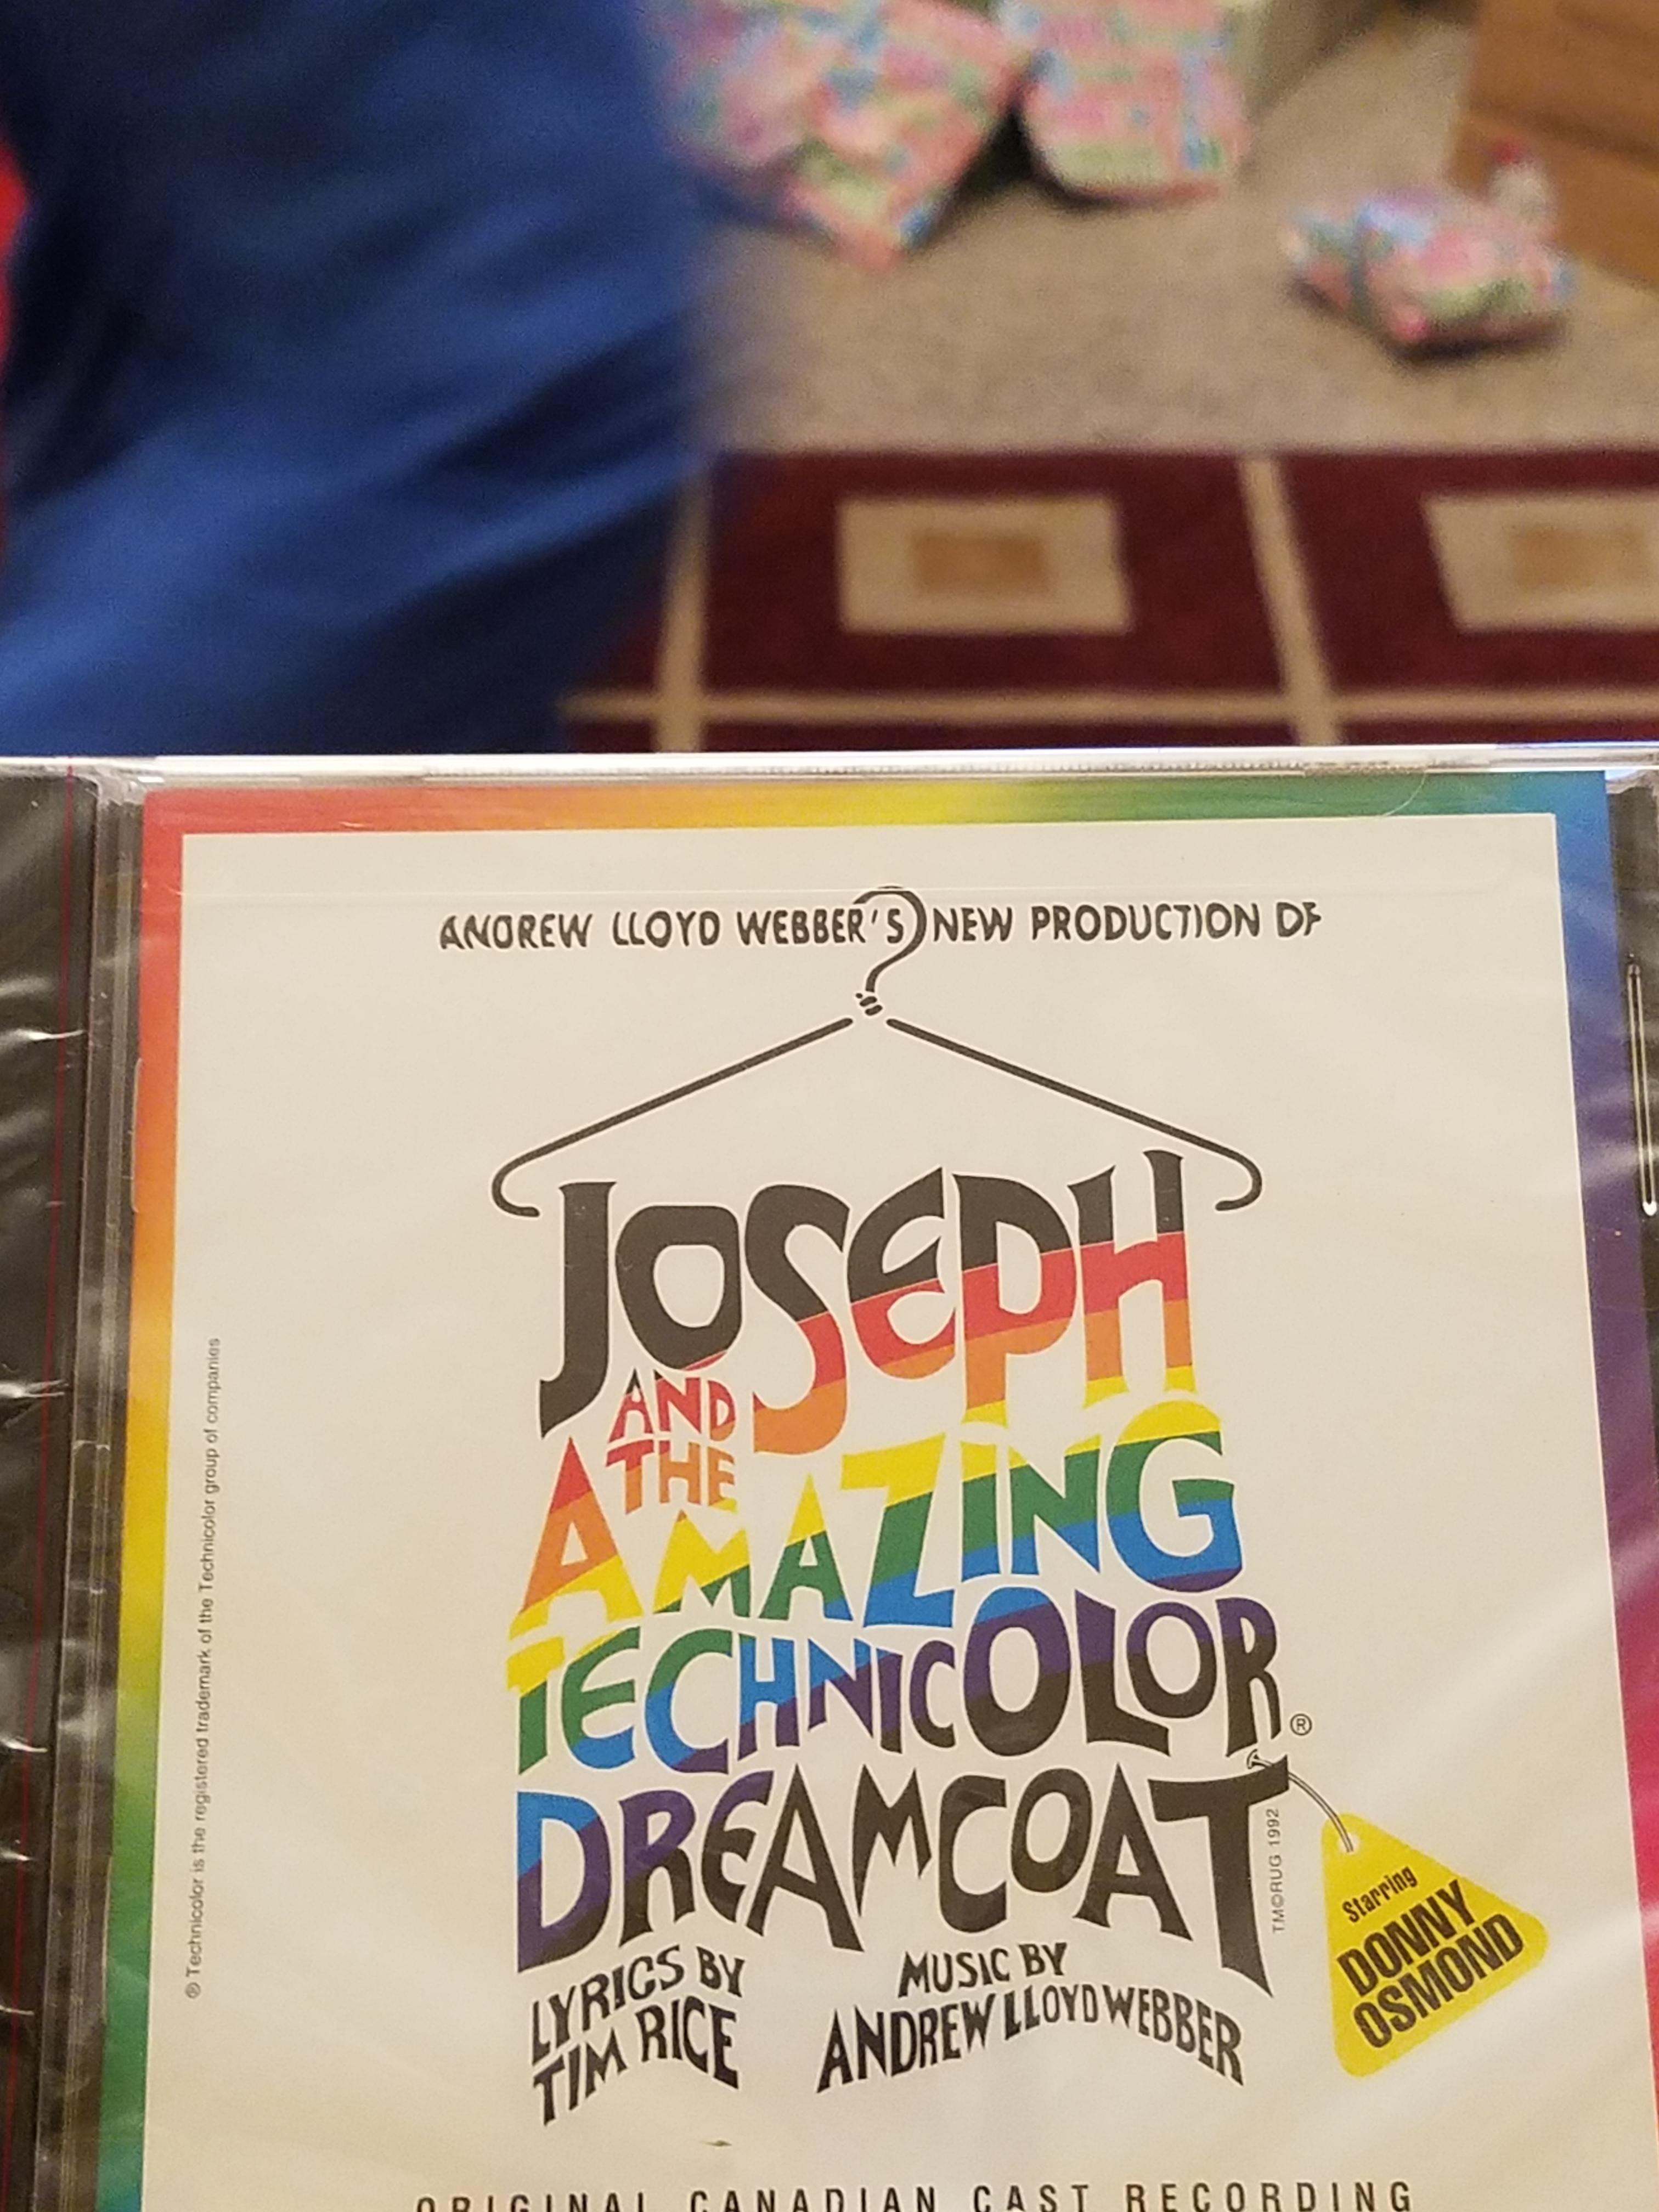 ANDREW LLOYD WEBBER'S NEW PRODUCTION OF
JOSEPH
AND
THE
AMAZING
TECHNICOLOR
®
DREAMCOAT
LYRICS BY
TIM RICE
MUSIC BY
ANDREW LLOYD WEBBER
TM©RUG 1992
Starring
DONNY
OSMOND
® Technicolor is the registered trademark of the Technicolor group of companies
ORIGINAL CANADIAN CAST RECORDING